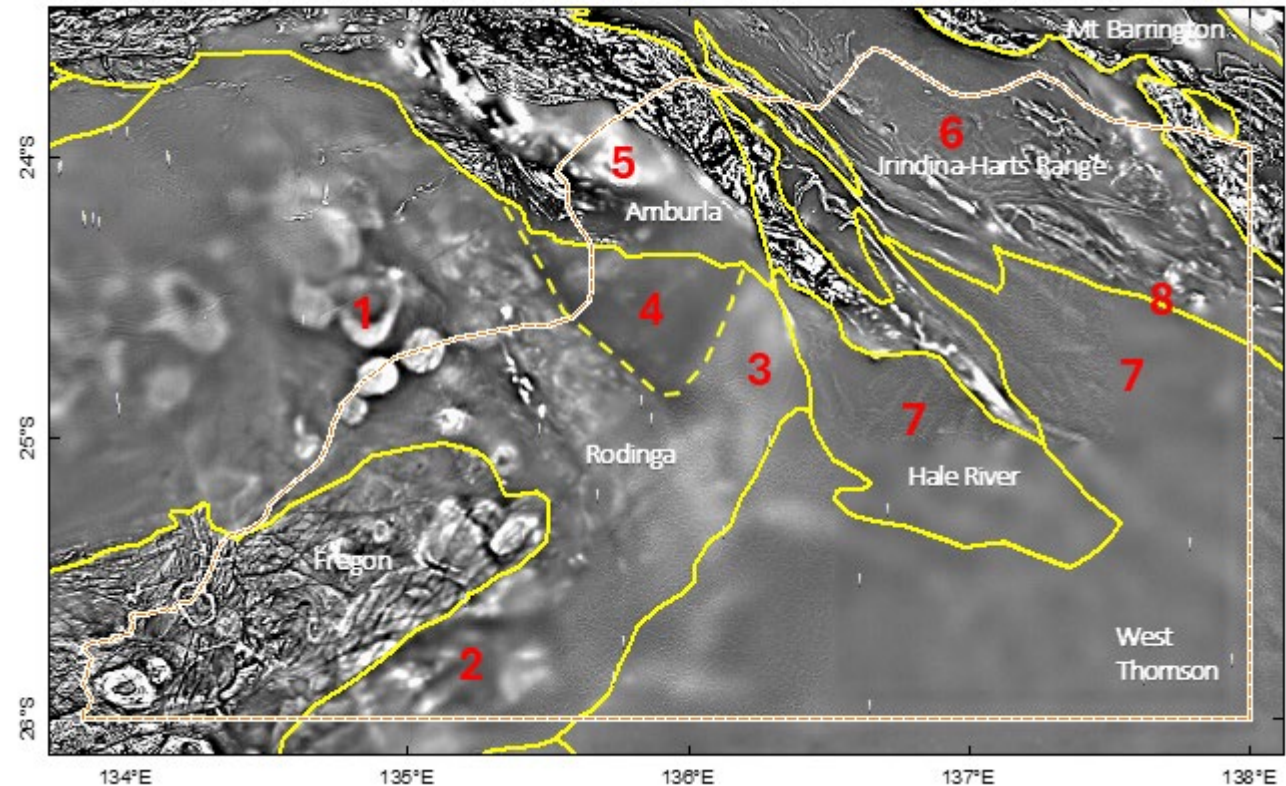 Mt Barrington
6
Irindina-Harts Range
5
Amburla
24°S
1
4
8
3
7
7
25°S
Rodinga
Hale River
Fregon
2
West
Thomson
26°S
134°E
135°E
136°E
137°E
138°E